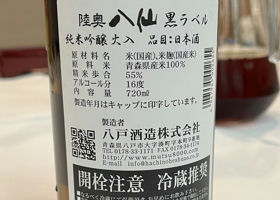 陸奥八仙 黒ラベル
純米吟醸 火入 品目:日本酒
原材料名 米(国産)、米麹(国産米)
原料米 青森県産米100%
精米歩合 55%
アルコール分 16度
内容量 720ml
製造年月はキャップに印字しています。
製造者
八戸酒造株式会社
青森県八戸市大字湊町字本町9番地
TEL 0178-33-1171
http://www.mutsu8000.com
開栓注意 冷蔵推奨